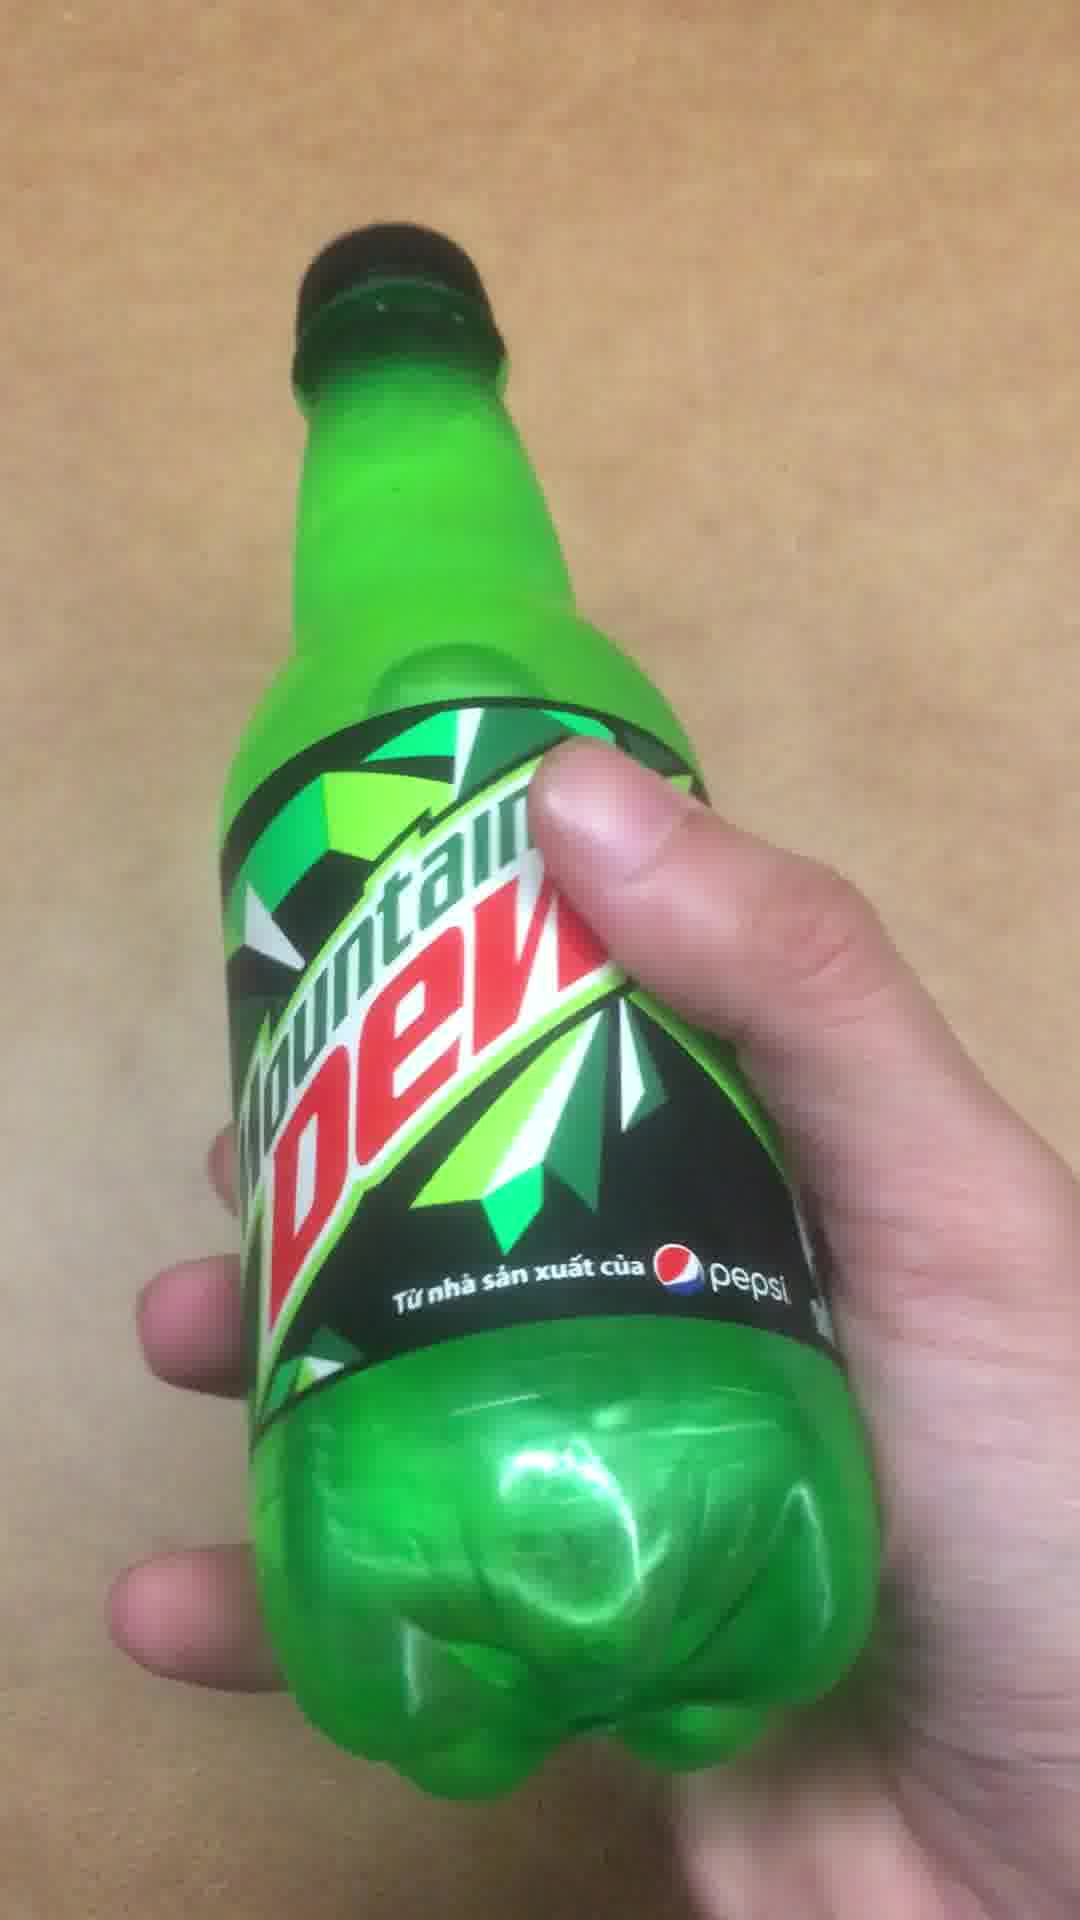 Mountain
Dew
Từ nhà sản xuất của pepsi